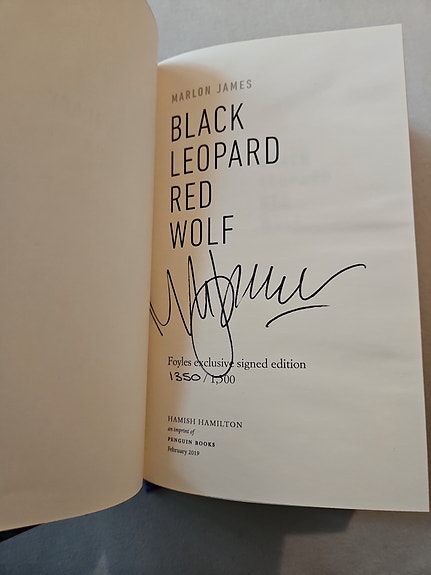 MARLON JAMES
BLACK
LEOPARD
RED
WOLF
Foyles exclusive signed edition
1350 / 1,500
HAMISH HAMILTON
an imprint of
PENGUIN BOOKS
February 2019